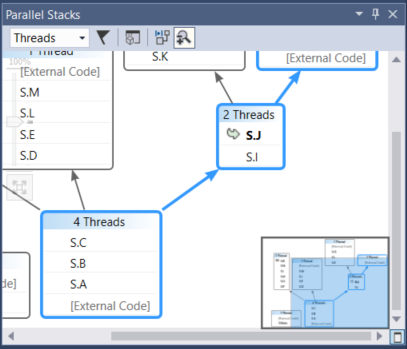 Parallel Stacks
Threads
1 Thread
S.K
[External Code]
100%
[External Code]
S.M
S.L
S.E
S.D
2 Threads
S.J
S.I
4 Threads
S.C
S.B
S.A
[External Code]
de]